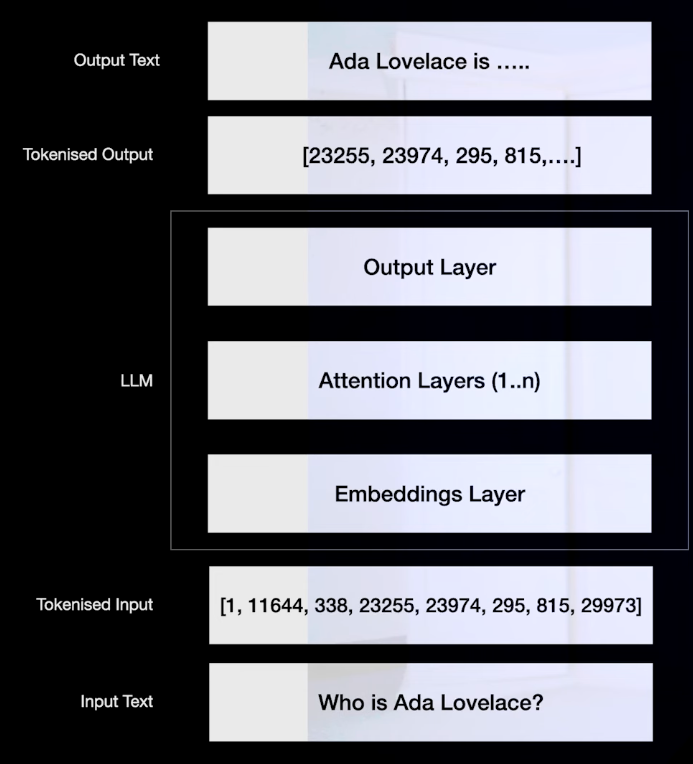 Output Text
Ada Lovelace is …..
Tokenised Output
[23255, 23974, 295, 815,….]
Output Layer
LLM
Attention Layers (1..n)
Embeddings Layer
Tokenised Input
[1, 11644, 338, 23255, 23974, 295, 815, 29973]
Input Text
Who is Ada Lovelace?